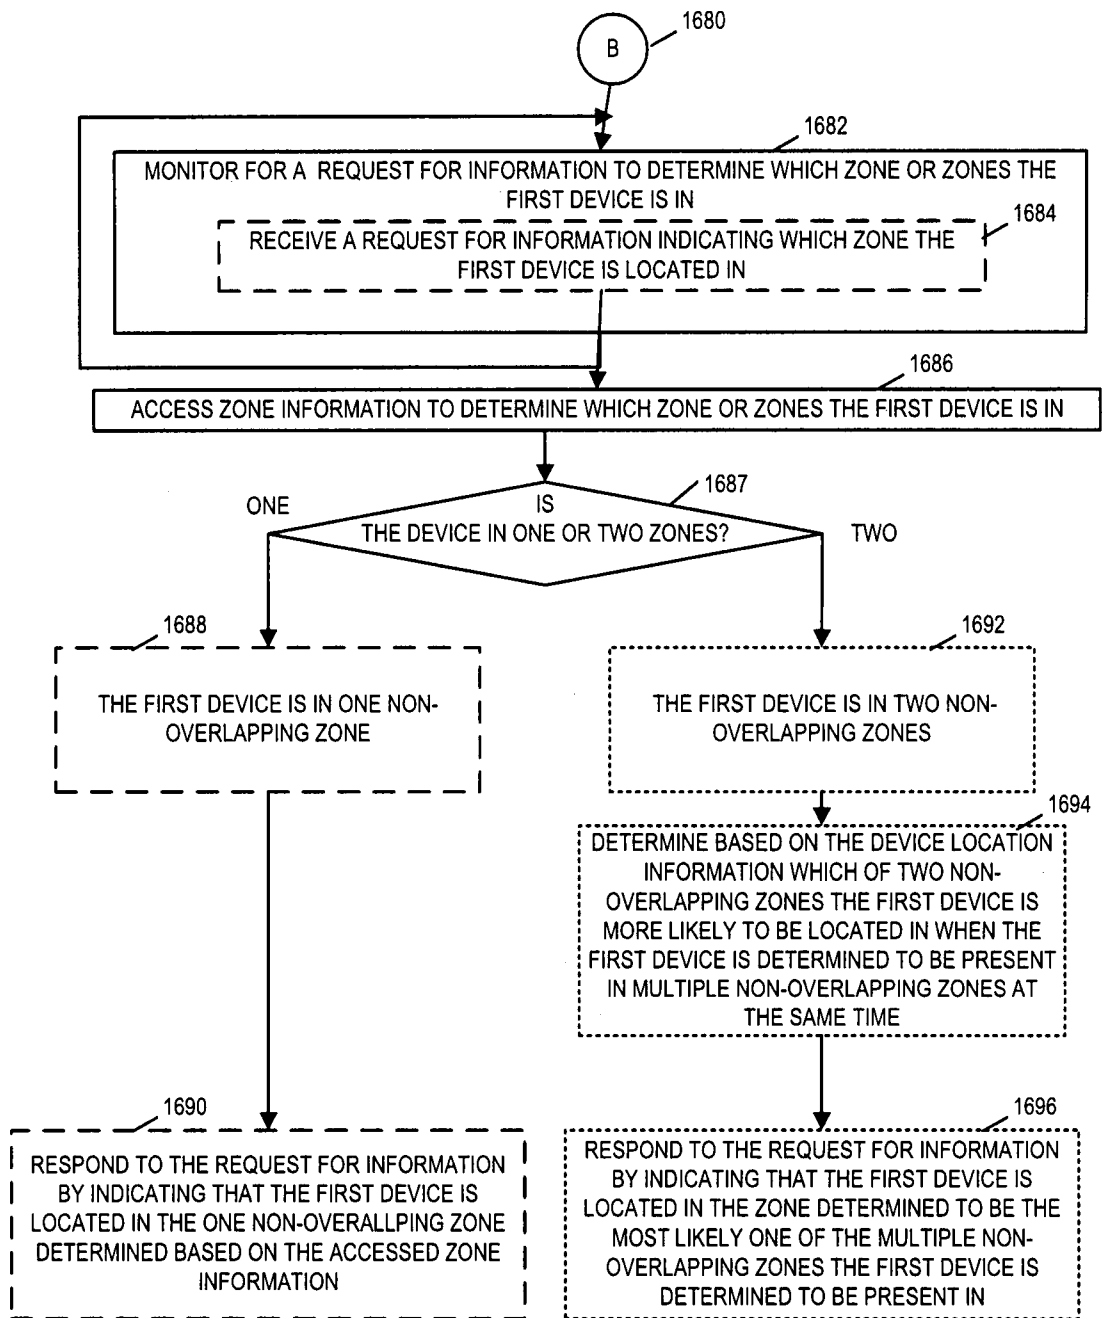 B
1680
1682
MONITOR FOR A REQUEST FOR INFORMATION TO DETERMINE WHICH ZONE OR ZONES THE
FIRST DEVICE IS IN
1684
RECEIVE A REQUEST FOR INFORMATION INDICATING WHICH ZONE THE
FIRST DEVICE IS LOCATED IN
1686
ACCESS ZONE INFORMATION TO DETERMINE WHICH ZONE OR ZONES THE FIRST DEVICE IS IN
1687
ONE
IS
THE DEVICE IN ONE OR TWO ZONES?
TWO
1688
THE FIRST DEVICE IS IN ONE NON-
OVERLAPPING ZONE
1692
THE FIRST DEVICE IS IN TWO NON-
OVERLAPPING ZONES
1694
DETERMINE BASED ON THE DEVICE LOCATION
INFORMATION WHICH OF TWO NON-
OVERLAPPING ZONES THE FIRST DEVICE IS
MORE LIKELY TO BE LOCATED IN WHEN THE
FIRST DEVICE IS DETERMINED TO BE PRESENT
IN MULTIPLE NON-OVERLAPPING ZONES AT
THE SAME TIME
1690
RESPOND TO THE REQUEST FOR INFORMATION
BY INDICATING THAT THE FIRST DEVICE IS
LOCATED IN THE ONE NON-OVERALLPING ZONE
DETERMINED BASED ON THE ACCESSED ZONE
INFORMATION
1696
RESPOND TO THE REQUEST FOR INFORMATION
BY INDICATING THAT THE FIRST DEVICE IS
LOCATED IN THE ZONE DETERMINED TO BE THE
MOST LIKELY ONE OF THE MULTIPLE NON-
OVERLAPPING ZONES THE FIRST DEVICE IS
DETERMINED TO BE PRESENT IN